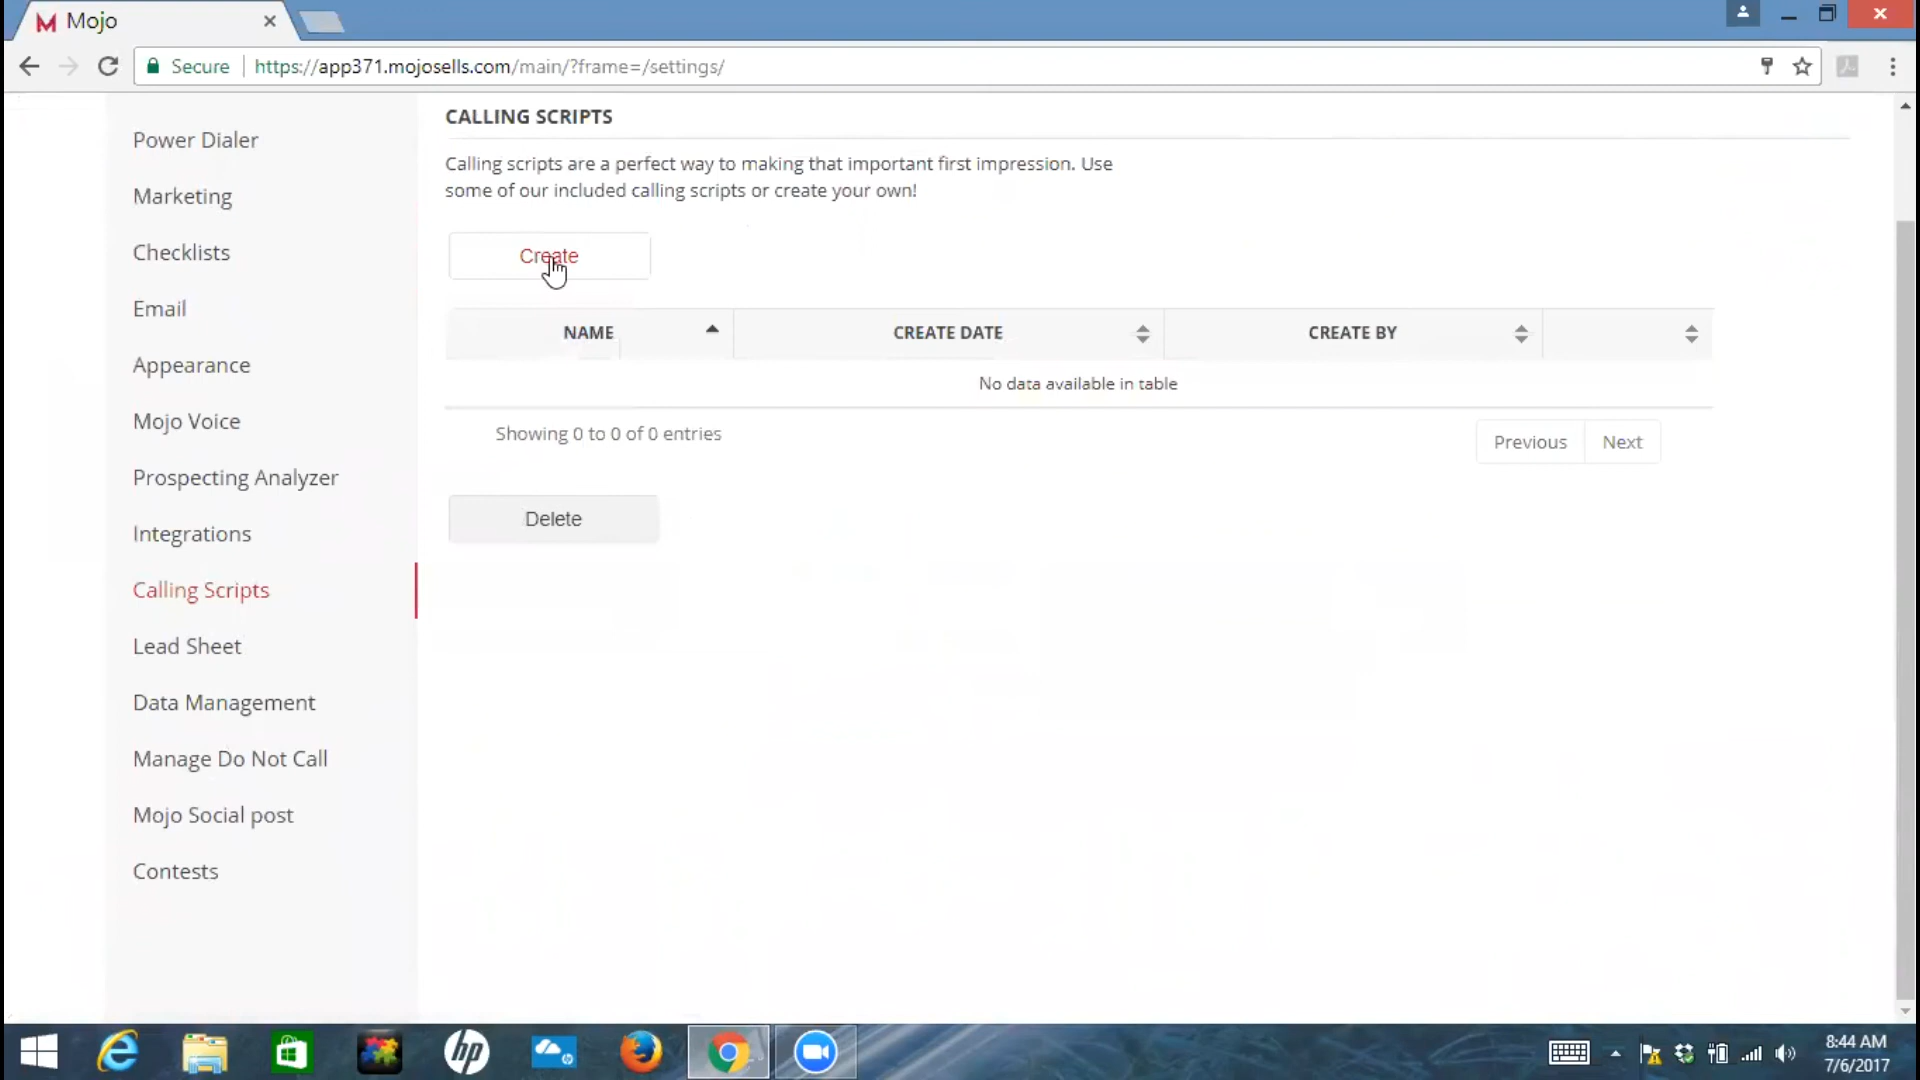 Mojo
Secure
https://app371.mojosells.com/main/?frame=/settings/
Power Dialer
Marketing
Checklists
Email
Appearance
Mojo Voice
Prospecting Analyzer
Integrations
Calling Scripts
Lead Sheet
Data Management
Manage Do Not Call
Mojo Social post
Contests
CALLING SCRIPTS
Calling scripts are a perfect way to making that important first impression. Use
some of our included calling scripts or create your own!
Create
NAME CREATE DATE CREATE BY
No data available in table
Showing 0 to 0 of 0 entries
Previous Next
Delete
hp
8:44 AM
7/6/2017